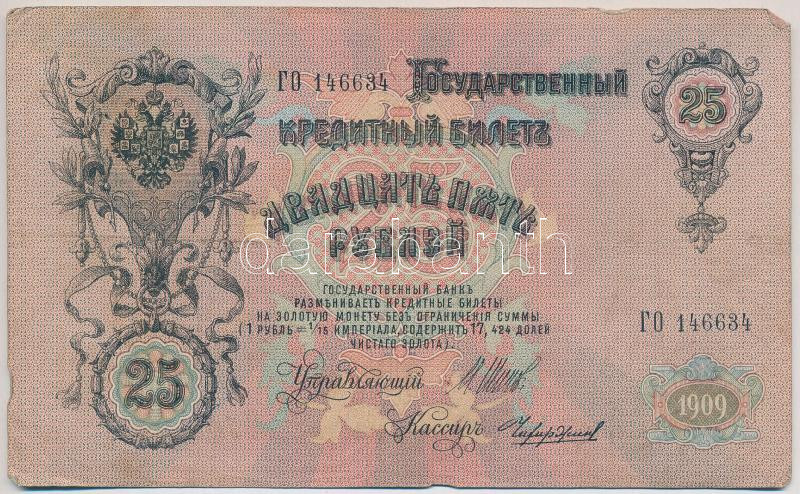 ГО 146634 Государственный
25
Кредитный Билетъ
Двадцать пять
рублей
Государственный Банкъ
размѣниваетъ кредитные билеты
на золотую монету безъ ограниченія суммы
(1 рубль = 1/15 имперіала, содержитъ 17,424 долей
чистаго золота).
ГО 146634
25
Управляющій
1909
Кассиръ
darabanth